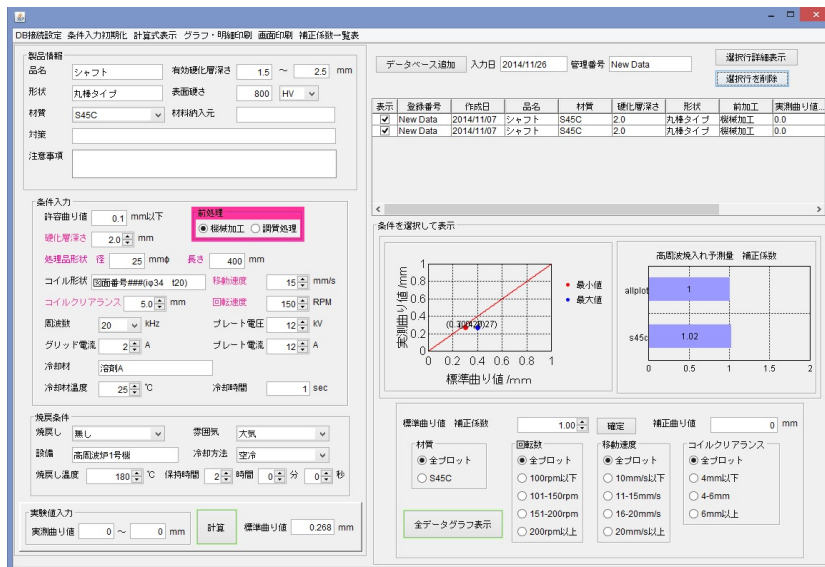 DB接続設定 条件入力初期化 計算式表示 グラフ・明細印刷 画面印刷 補正係数一覧表
製品情報
品名 シャフト 有効硬化層深さ 1.5 ～ 2.5 mm
形状 丸棒タイプ 表面硬さ 800 HV
材質 S45C 材料納入元
対策
注意事項
条件入力
許容曲り値 0.1 mm以下
前処理
機械加工 調質処理
硬化層深さ 2.0 mm
処理品形状 径 25 mmφ 長さ 400 mm
コイル形状 図面番号###(iφ34 t20) 移動速度 15 mm/s
コイルクリアランス 5.0 mm 回転速度 150 RPM
周波数 20 kHz プレート電圧 12 kV
グリッド電流 2 A プレート電流 12 A
冷却材 溶剤A
冷却材温度 25 ℃ 冷却時間 1 sec
焼戻条件
焼戻し 無し 雰囲気 大気
設備 高周波炉1号機 冷却方法 空冷
焼戻し温度 180 ℃ 保持時間 2 時間 0 分 0 秒
実験値入力
実測曲り値 0 ～ 0 mm 計算 標準曲り値 0.268 mm
データベース追加 入力日 2014/11/26 管理番号 New Data
選択行詳細表示
選択行を削除
表示 登録番号 作成日 品名 材質 硬化層深さ 形状 前加工 実測曲り値...
New Data 2014/11/07 シャフト S45C 2.0 丸棒タイプ 機械加工 0.0
New Data 2014/11/07 シャフト S45C 2.0 丸棒タイプ 機械加工 0.0
条件を選択して表示
実測曲り値/mm
1
0.8
0.6
0.4
0.2
0
0 0.2 0.4 0.6 0.8 1
標準曲り値/mm
最小値
最大値
高周波焼入れ予測量 補正係数
allplot 1
s45c 1.02
0 0.5 1 1.5 2
標準曲り値 補正係数 1.00 確定 補正曲り値 0 mm
材質
全プロット
S45C
回転数
全プロット
100rpm以下
101-150rpm
151-200rpm
200rpm以上
移動速度
全プロット
10mm/s以下
11-15mm/s
16-20mm/s
20mm/s以上
コイルクリアランス
全プロット
4mm以下
4-6mm
6mm以上
全データグラフ表示